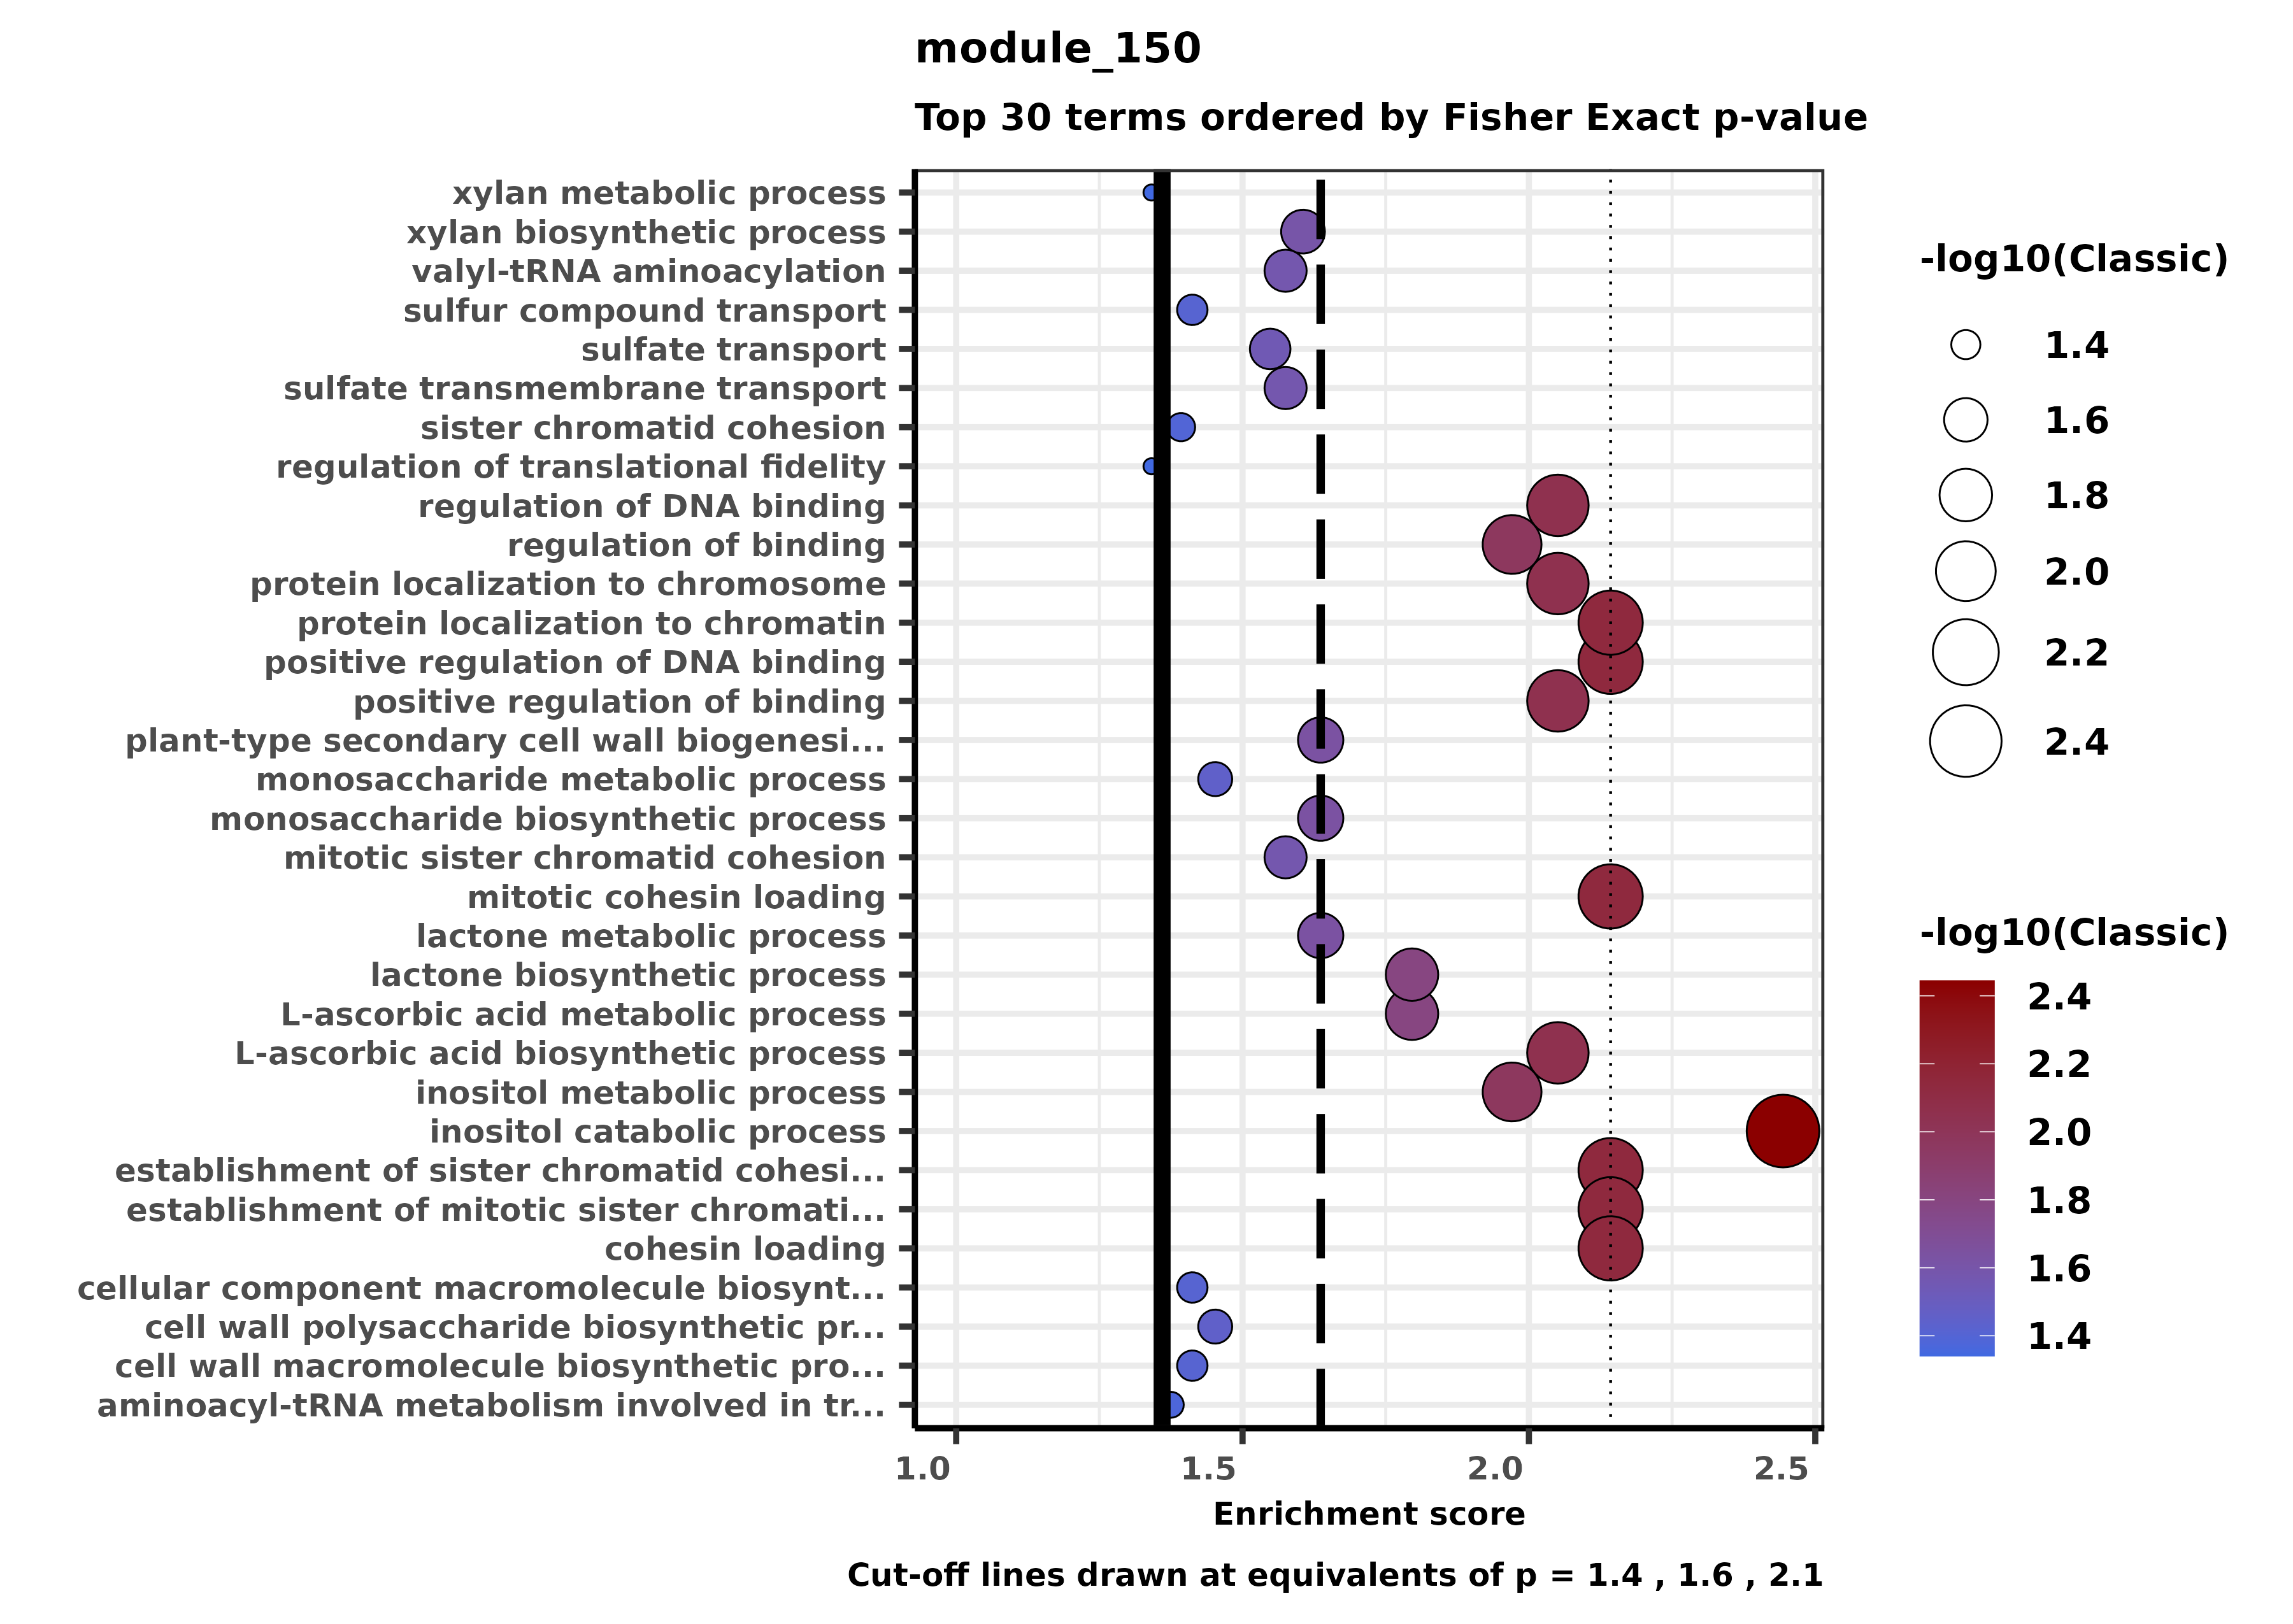 module_150
Top 30 terms ordered by Fisher Exact p-value
xylan metabolic process
xylan biosynthetic process
valyl-tRNA aminoacylation
sulfur compound transport
sulfate transport
sulfate transmembrane transport
sister chromatid cohesion
regulation of translational fidelity
regulation of DNA binding
regulation of binding
protein localization to chromosome
protein localization to chromatin
positive regulation of DNA binding
positive regulation of binding
plant-type secondary cell wall biogenesi...
monosaccharide metabolic process
monosaccharide biosynthetic process
mitotic sister chromatid cohesion
mitotic cohesin loading
lactone metabolic process
lactone biosynthetic process
L-ascorbic acid metabolic process
L-ascorbic acid biosynthetic process
inositol metabolic process
inositol catabolic process
establishment of sister chromatid cohesi...
establishment of mitotic sister chromati...
cohesin loading
cellular component macromolecule biosynt...
cell wall polysaccharide biosynthetic pr...
cell wall macromolecule biosynthetic pro...
aminoacyl-tRNA metabolism involved in tr...
1.0 1.5 2.0 2.5
Enrichment score
Cut-off lines drawn at equivalents of p = 1.4 , 1.6 , 2.1
-log10(Classic)
1.4
1.6
1.8
2.0
2.2
2.4
-log10(Classic)
2.4
2.2
2.0
1.8
1.6
1.4